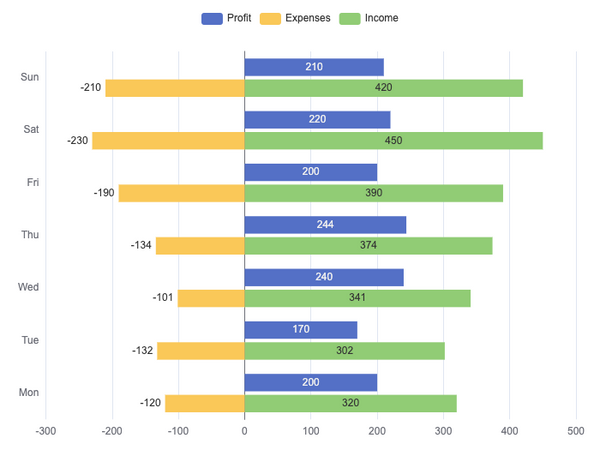 Profit Expenses Income
Sun
210
-210 420
Sat
220
-230 450
Fri
200
-190 390
Thu
244
-134 374
Wed
240
-101 341
Tue
170
-132 302
Mon
200
-120 320
-300 -200 -100 0 100 200 300 400 500